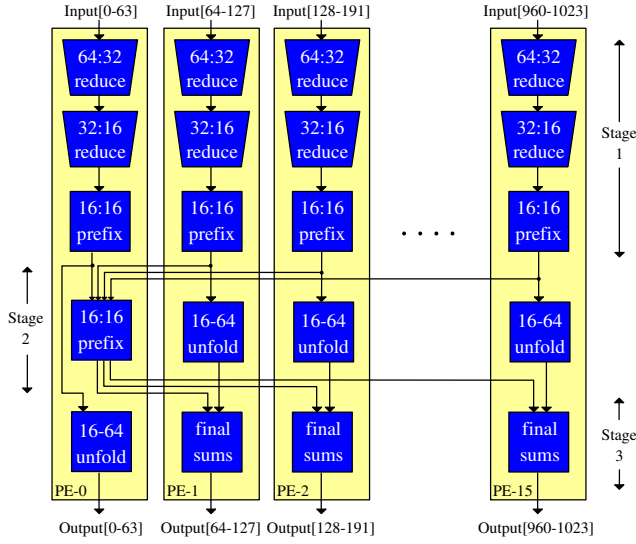 Input[0-63] Input[64-127] Input[128-191] Input[960-1023]
64:32 64:32 64:32 64:32
reduce reduce reduce reduce
32:16 32:16 32:16 32:16
reduce reduce reduce reduce
Stage
1
16:16 16:16 16:16 16:16
prefix prefix prefix prefix
. . . .
Stage
2
16:16 16-64 16-64 16-64
prefix unfold unfold unfold
16-64 final final final
unfold sums sums sums
Stage
3
PE-0 PE-1 PE-2 PE-15
Output[0-63] Output[64-127] Output[128-191] Output[960-1023]